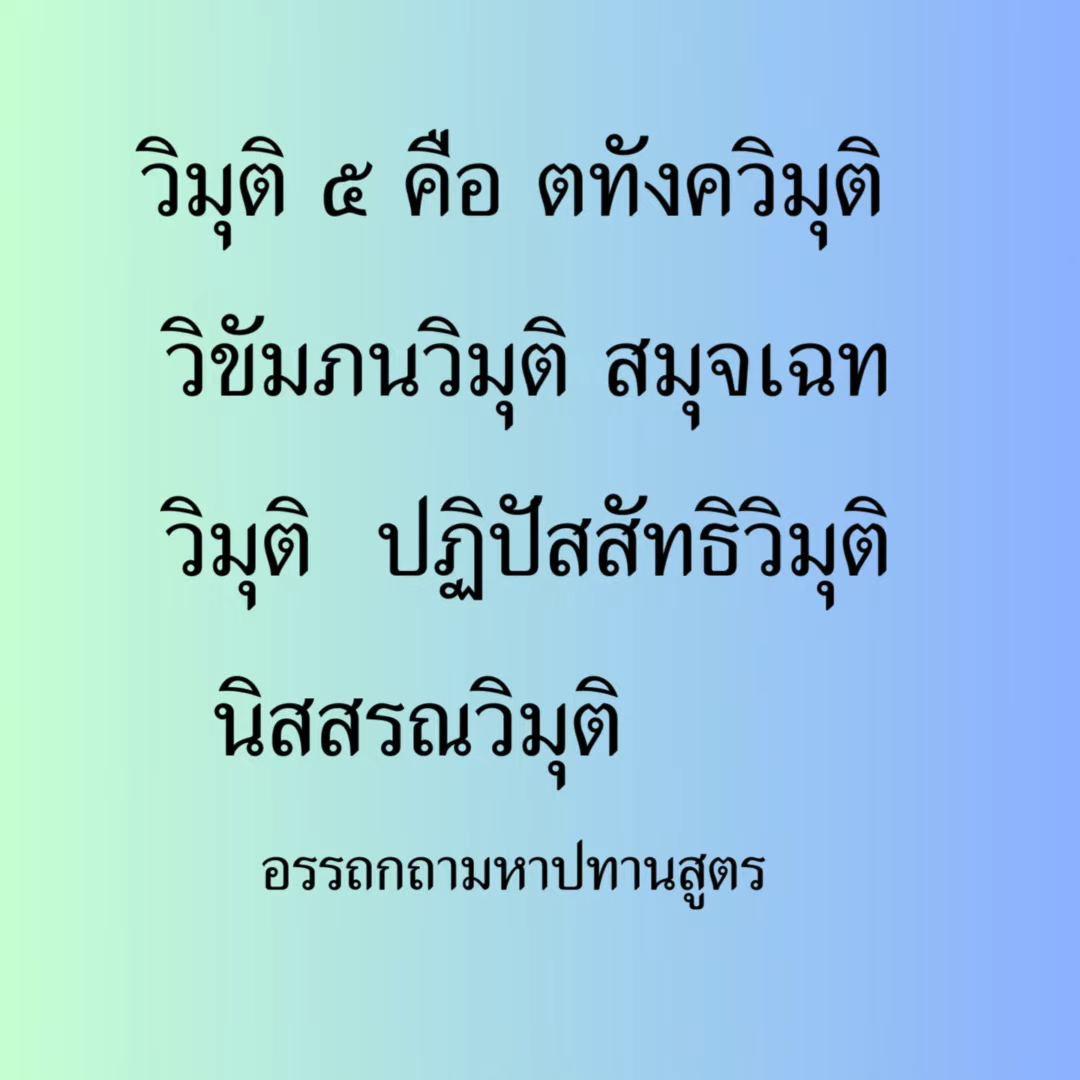 วิมุติ ๕ คือ ตทังควิมุติ
วิขัมภนวิมุติ สมุจเฉท
วิมุติ ปฏิปัสสัทธิวิมุติ
นิสสรณวิมุติ
อรรถกถามหาปทานสูตร